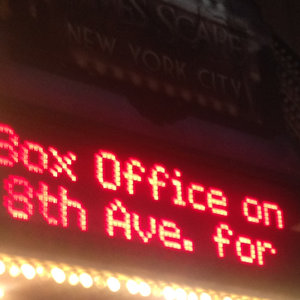 NEW YORK CITY
Box Office on
8th Ave. for